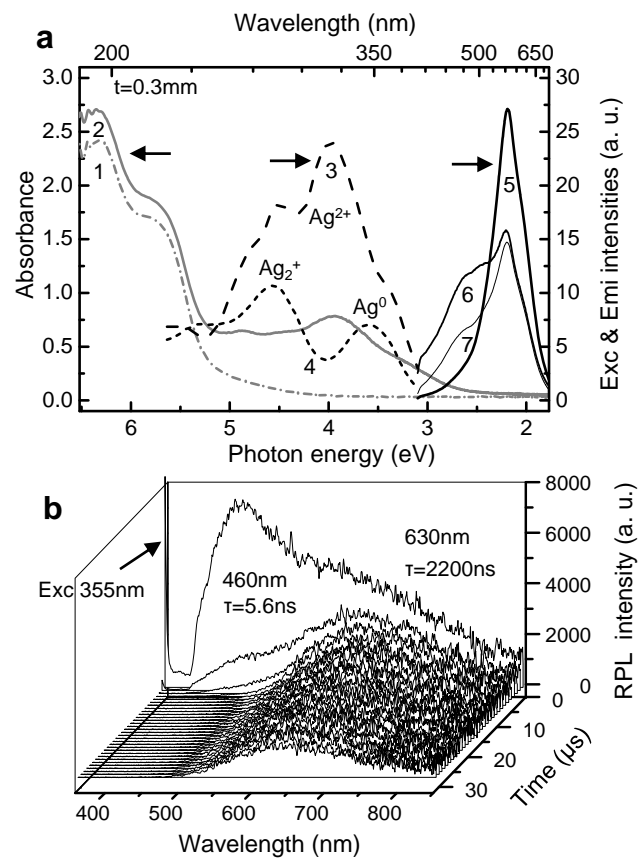 Wavelength (nm)
a
200 350 500 650
t=0.3mm
3.0 2.5 2.0 1.5 1.0 0.5 0.0
Absorbance
30 25 20 15 10 5 0
Exc & Emi intensities (a. u.)
2
1
3
5
Ag²⁺
Ag₂⁺
Ag⁰
6
7
4
6 5 4 3 2
Photon energy (eV)
b
8000 6000 4000 2000 0
RPL intensity (a. u.)
Exc 355nm
460nm
τ=5.6ns
630nm
τ=2200ns
0 10 20 30
Time (µs)
400 500 600 700 800
Wavelength (nm)